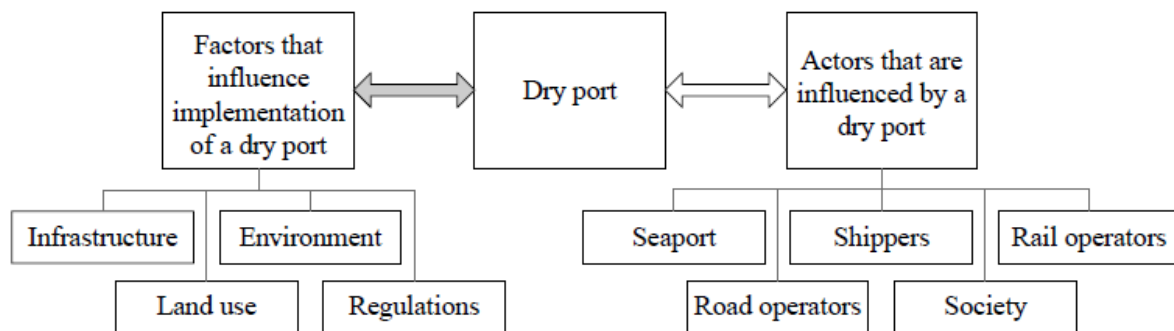 Factors that
influence
implementation
of a dry port
Dry port
Actors that are
influenced by a
dry port
Infrastructure
Environment
Land use
Regulations
Seaport
Shippers
Rail operators
Road operators
Society